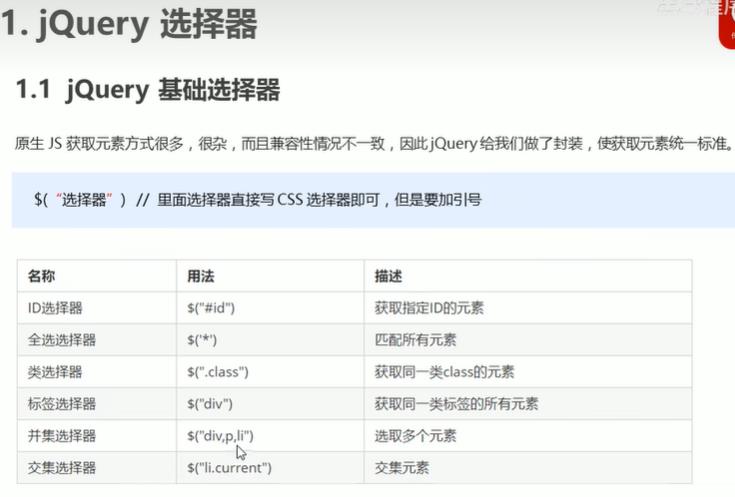 1. jQuery 选择器
1.1 jQuery 基础选择器
原生 JS 获取元素方式很多，很杂，而且兼容性情况不一致，因此jQuery 给我们做了封装，使获取元素统一标准。
$(“选择器”) // 里面选择器直接写 CSS 选择器即可，但是要加引号
名称 用法 描述
ID选择器 $("#id") 获取指定ID的元素
全选选择器 $('*') 匹配所有元素
类选择器 $(".class") 获取同一类class的元素
标签选择器 $("div") 获取同一类标签的所有元素
并集选择器 $("div,p,li") 选取多个元素
交集选择器 $("li.current") 交集元素